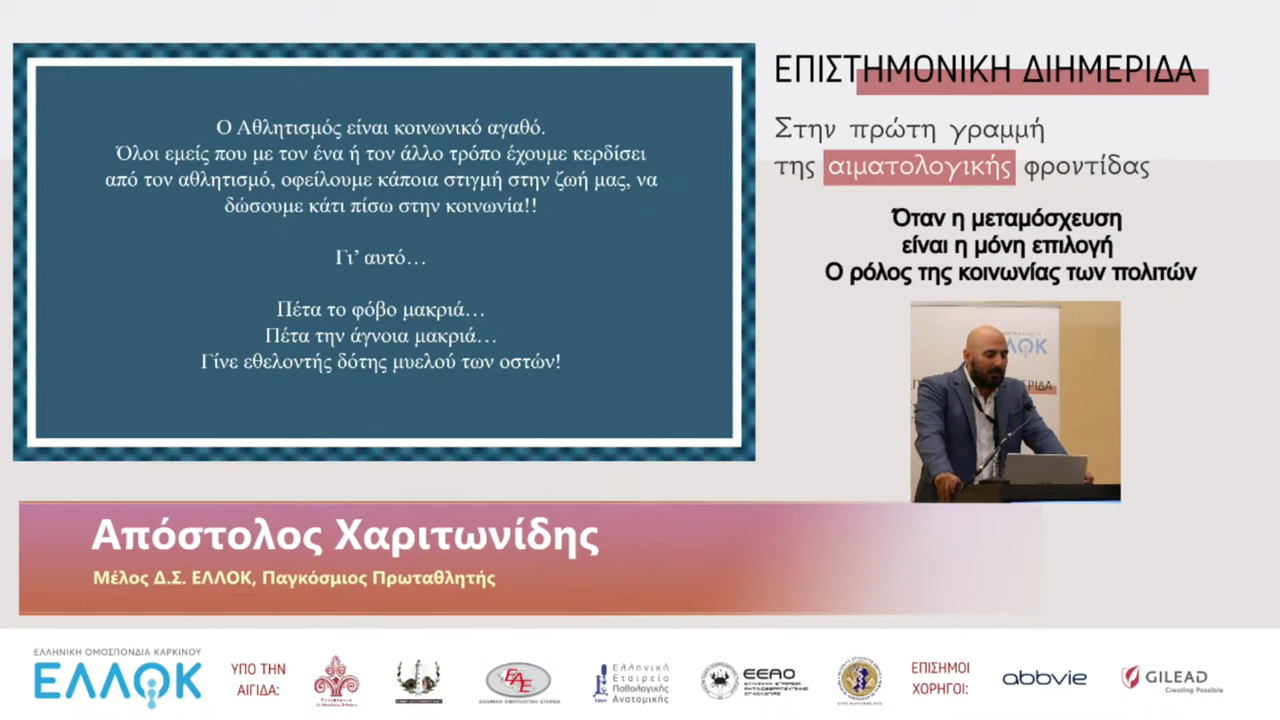 Ο Αθλητισμός είναι κοινωνικό αγαθό.
Όλοι εμείς που με τον ένα ή τον άλλο τρόπο έχουμε κερδίσει
από τον αθλητισμό, οφείλουμε κάποια στιγμή στην ζωή μας, να
δώσουμε κάτι πίσω στην κοινωνία!!
Γι’ αυτό…
Πέτα το φόβο μακριά…
Πέτα την άγνοια μακριά…
Γίνε εθελοντής δότης μυελού των οστών!
ΕΠΙΣΤΗΜΟΝΙΚΗ ΔΙΗΜΕΡΙΔΑ
Στην πρώτη γραμμή
της αιματολογικής φροντίδας
Όταν η μεταμόσχευση
είναι η μόνη επιλογή
Ο ρόλος της κοινωνίας των πολιτών
Απόστολος Χαριτωνίδης
Μέλος Δ.Σ. ΕΛΛΟΚ, Παγκόσμιος Πρωταθλητής
ΕΛΛΗΝΙΚΗ ΟΜΟΣΠΟΝΔΙΑ ΚΑΡΚΙΝΟΥ
ΕΛΛΟΚ
ΥΠΟ ΤΗΝ
ΑΙΓΙΔΑ:
ΕΑΕ
ΕΛΛΗΝΙΚΗ ΑΙΜΑΤΟΛΟΓΙΚΗ ΕΤΑΙΡΕΙΑ
Ελληνική
Εταιρεία
Παθολογικής
Ανατομικής
ΕΕΑΟ
ΕΠΙΣΗΜΟΙ
ΧΟΡΗΓΟΙ:
abbvie
GILEAD
Creating Possible